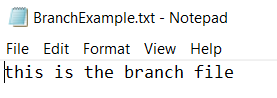 BranchExample.txt - Notepad
File Edit Format View Help
this is the branch file